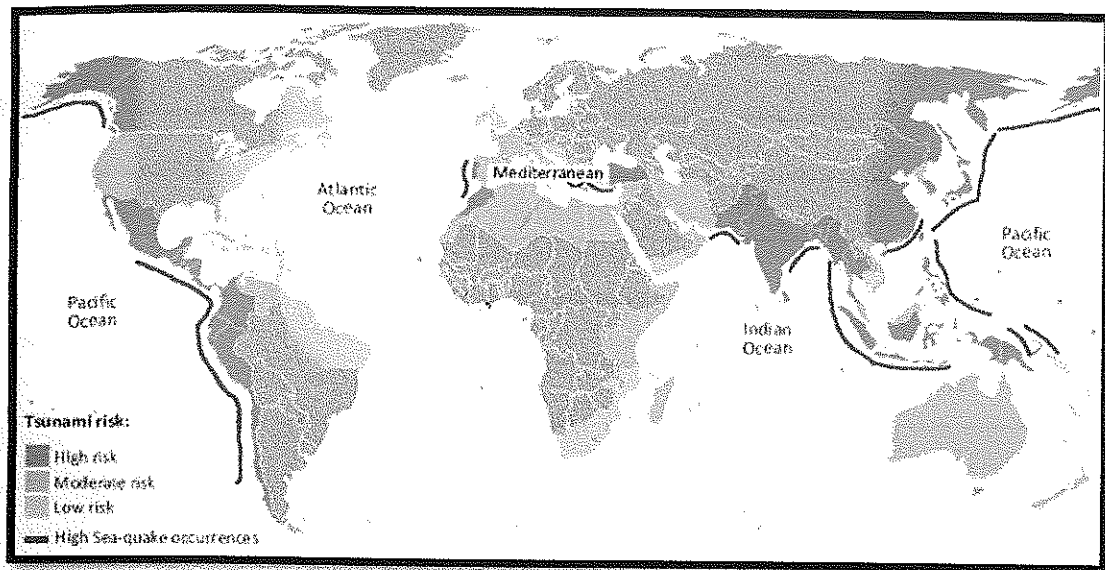 Mediterranean
Atlantic
Ocean
Pacific
Ocean
Pacific
Ocean
Indian
Ocean
Tsunami risk:
High risk
Moderate risk
Low risk
High Sea-quake occurrences